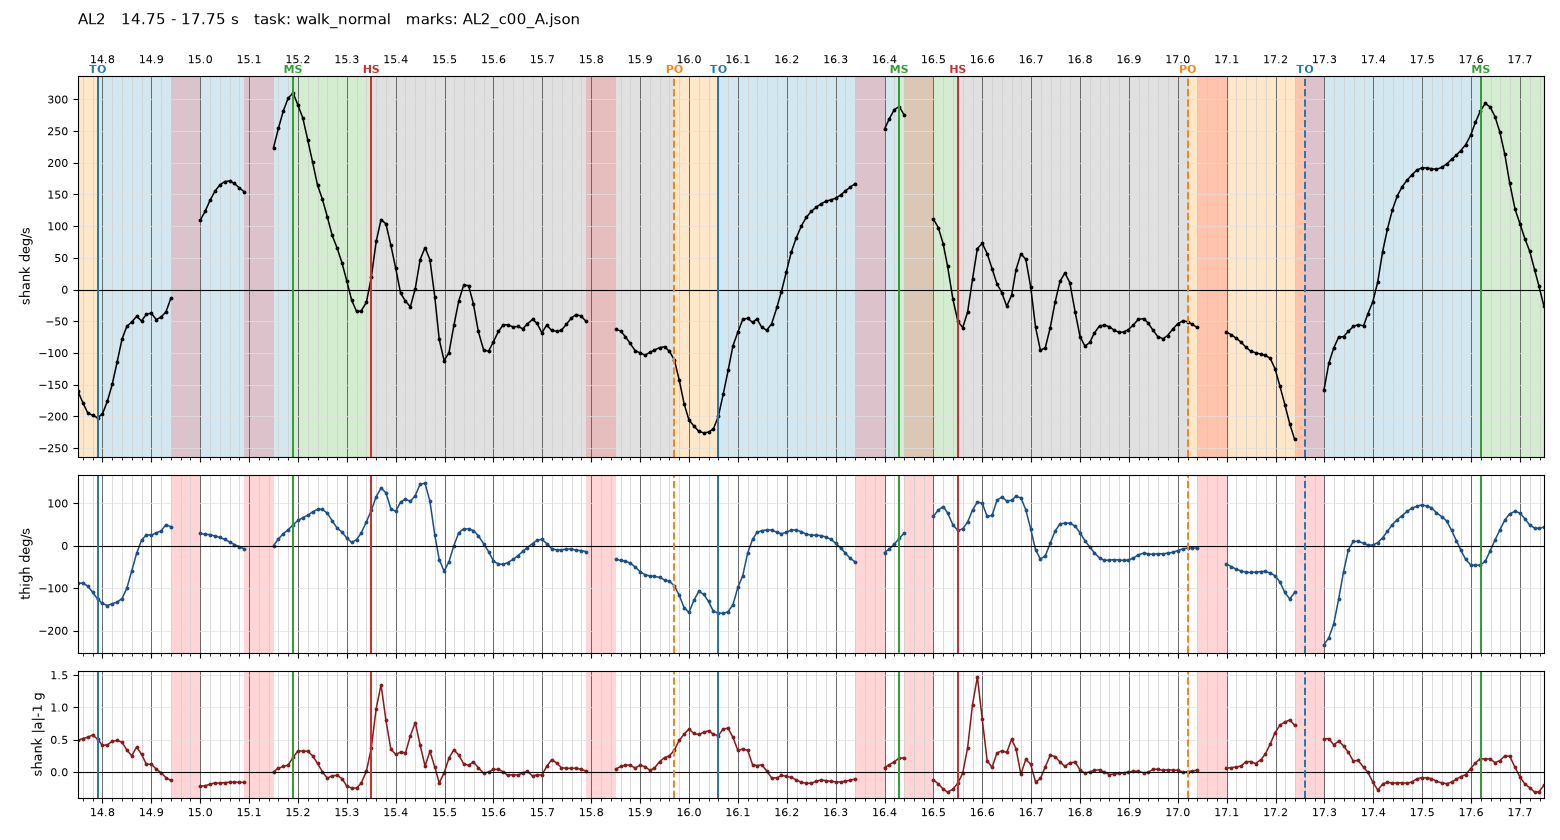 AL2 14.75 - 17.75 s task: walk_normal marks: AL2_c00_A.json
14.8 14.9 15.0 15.1 15.2 15.3 15.4 15.5 15.6 15.7 15.8 15.9 16.0 16.1 16.2 16.3 16.4 16.5 16.6 16.7 16.8 16.9 17.0 17.1 17.2 17.3 17.4 17.5 17.6 17.7
TO MS HS PO TO MS HS PO TO MS
shank deg/s
300
250
200
150
100
50
0
−50
−100
−150
−200
−250
thigh deg/s
100
0
−100
−200
shank |a|-1 g
1.5
1.0
0.5
0.0
14.8 14.9 15.0 15.1 15.2 15.3 15.4 15.5 15.6 15.7 15.8 15.9 16.0 16.1 16.2 16.3 16.4 16.5 16.6 16.7 16.8 16.9 17.0 17.1 17.2 17.3 17.4 17.5 17.6 17.7